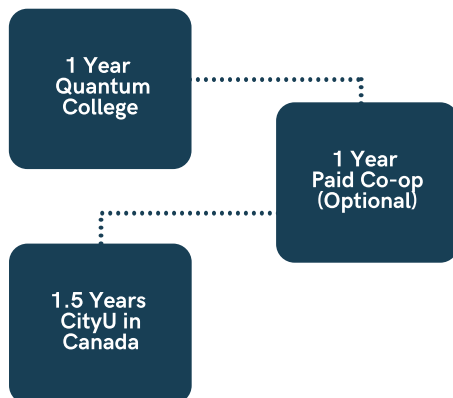 1 Year
Quantum
College
1 Year
Paid Co-op
(Optional)
1.5 Years
CityU in
Canada